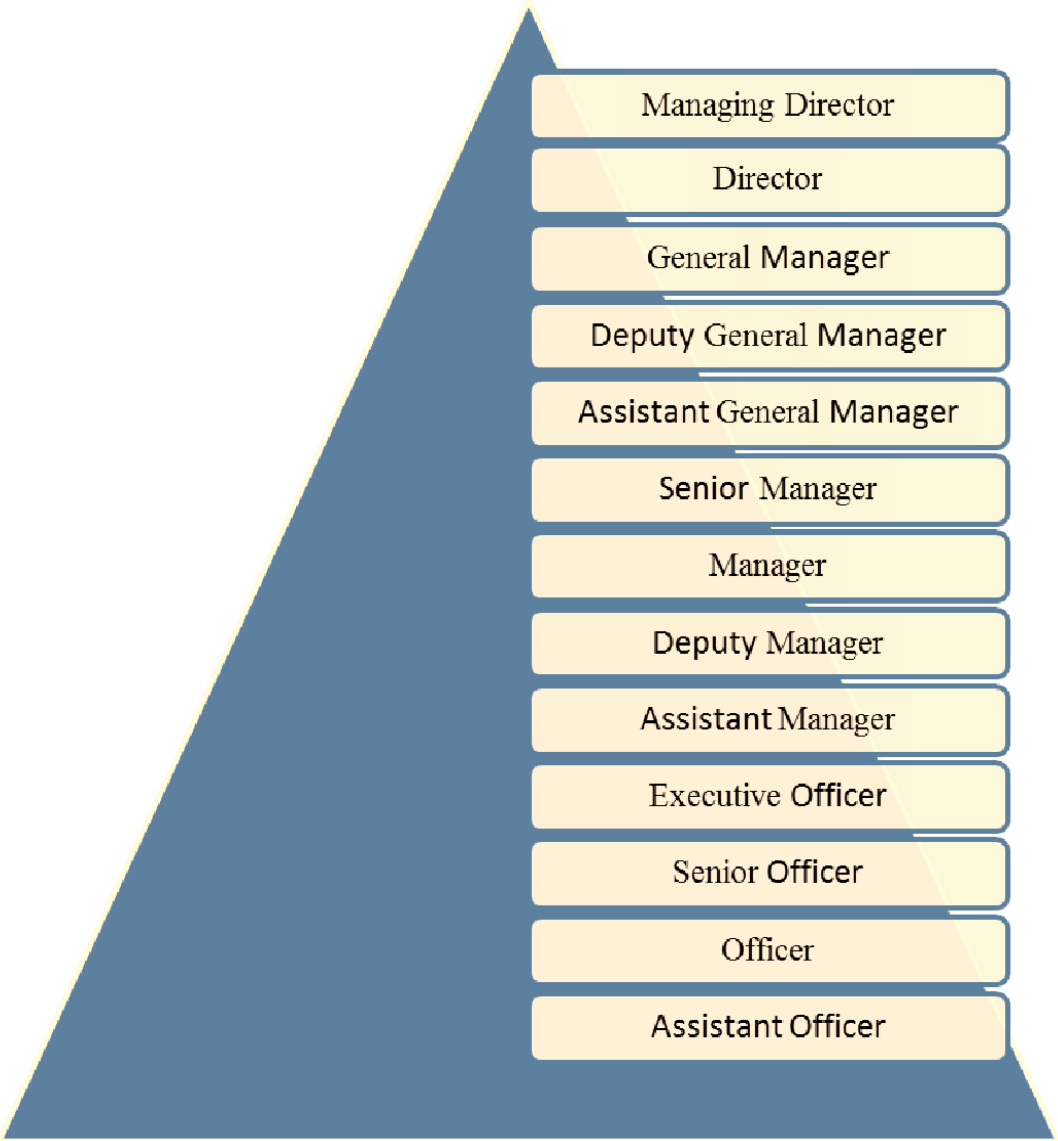 Managing Director
Director
General Manager
Deputy General Manager
Assistant General Manager
Senior Manager
Manager
Deputy Manager
Assistant Manager
Executive Officer
Senior Officer
Officer
Assistant Officer